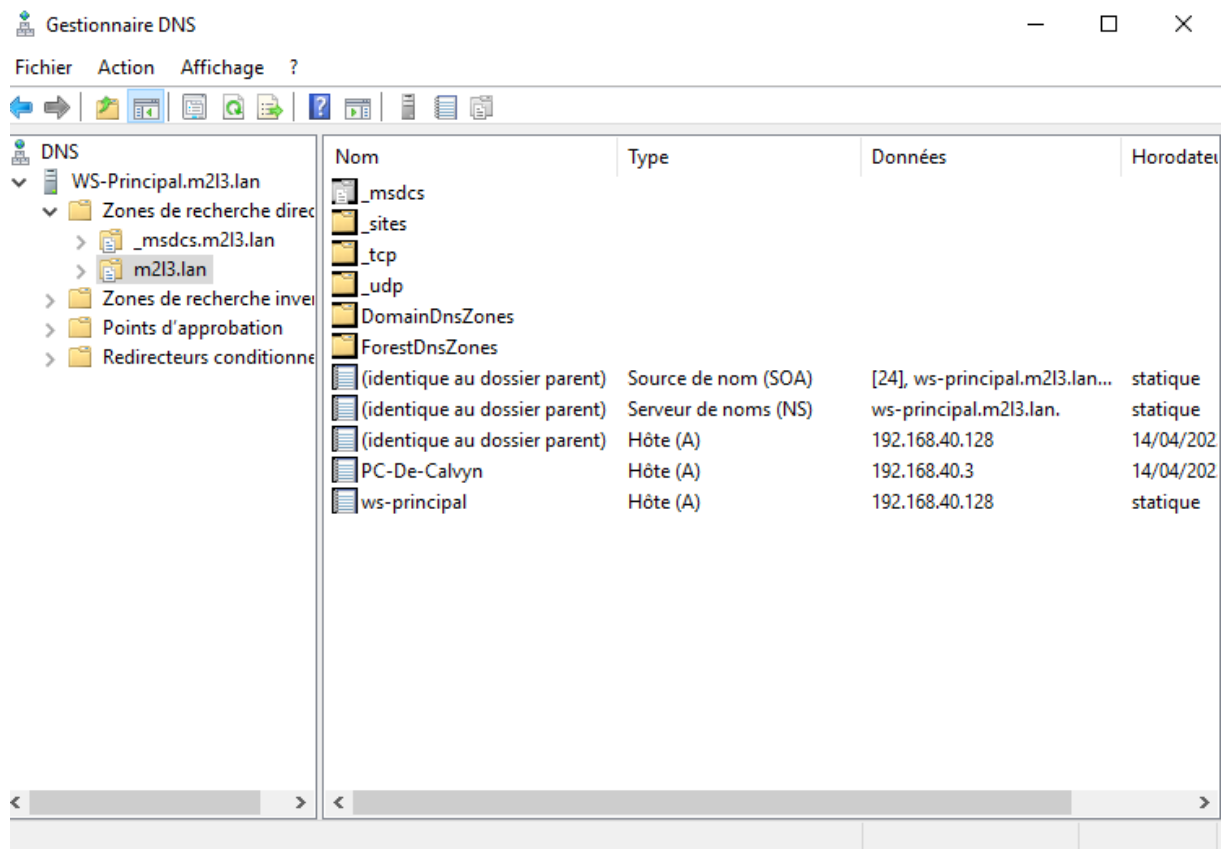 Gestionnaire DNS
Fichier Action Affichage ?
DNS
WS-Principal.m2l3.lan
Zones de recherche direc
_msdcs.m2l3.lan
m2l3.lan
Zones de recherche inver
Points d'approbation
Redirecteurs conditionne
Nom Type Données Horodateu
_msdcs
_sites
_tcp
_udp
DomainDnsZones
ForestDnsZones
(identique au dossier parent) Source de nom (SOA) [24], ws-principal.m2l3.lan... statique
(identique au dossier parent) Serveur de noms (NS) ws-principal.m2l3.lan. statique
(identique au dossier parent) Hôte (A) 192.168.40.128 14/04/202
PC-De-Calvyn Hôte (A) 192.168.40.3 14/04/202
ws-principal Hôte (A) 192.168.40.128 statique